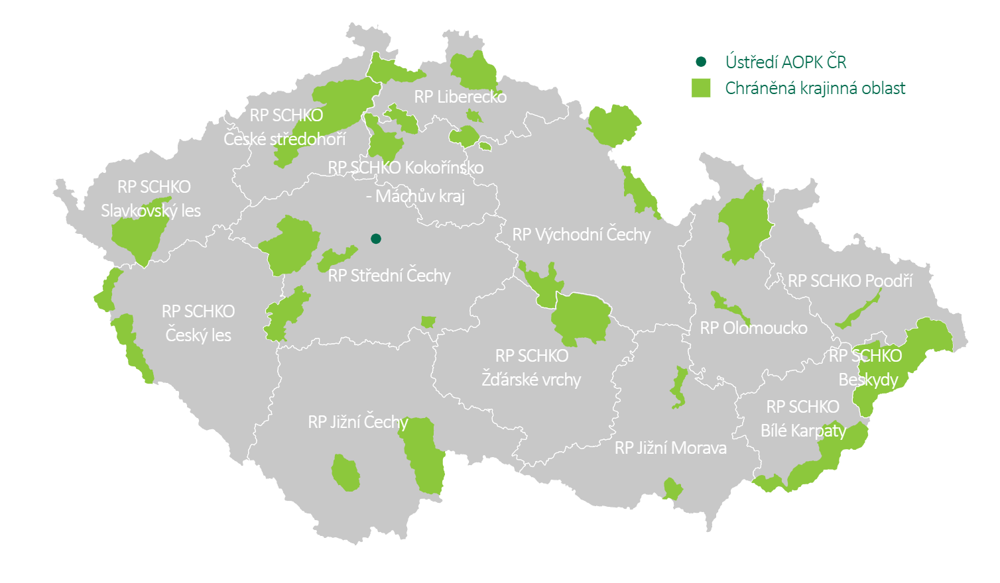 Ústředí AOPK ČR
Chráněná krajinná oblast
RP Liberecko
RP SCHKO
České středohoří
RP SCHKO Kokořínsko
- Máchův kraj
RP SCHKO
Slavkovský les
RP Východní Čechy
RP Střední Čechy
RP SCHKO Poodří
RP SCHKO
Český les
RP Olomoucko
RP SCHKO
Žďárské vrchy
RP SCHKO
Beskydy
RP SCHKO
Bílé Karpaty
RP Jižní Čechy
RP Jižní Morava